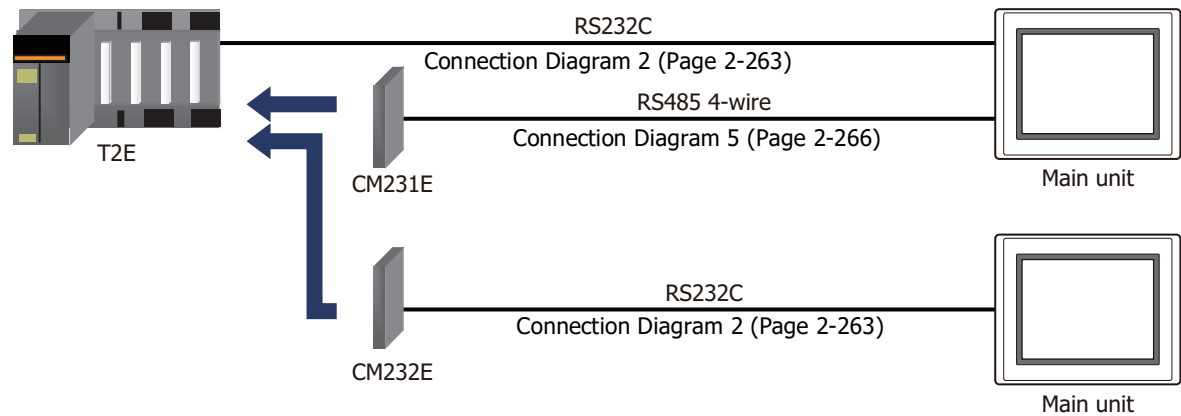 RS232C
Connection Diagram 2 (Page 2-263)
RS485 4-wire
Connection Diagram 5 (Page 2-266)
T2E
CM231E
Main unit
RS232C
Connection Diagram 2 (Page 2-263)
CM232E
Main unit